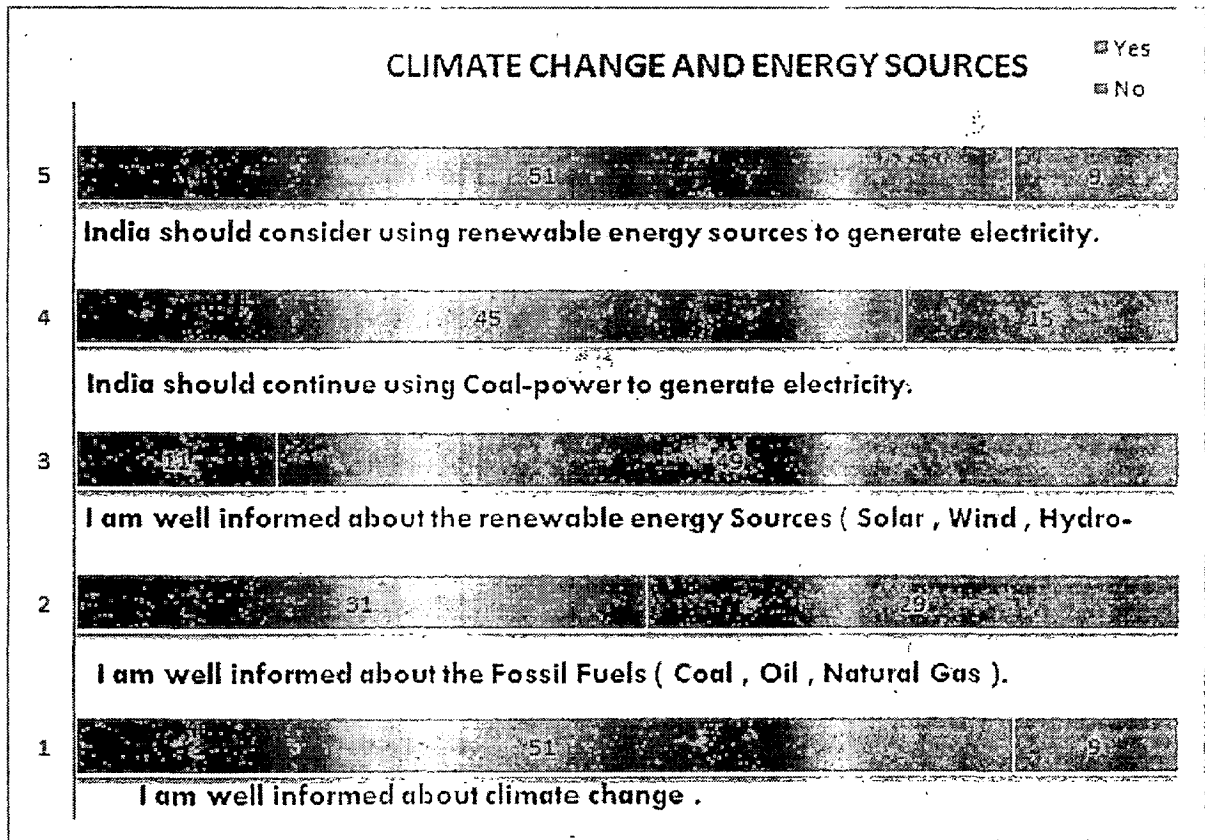 CLIMATE CHANGE AND ENERGY SOURCES
Yes
No
5
51
9
India should consider using renewable energy sources to generate electricity.
4
45
15
India should continue using Coal-power to generate electricity.
3
11
49
I am well informed about the renewable energy Sources ( Solar , Wind , Hydro-
2
31
29
I am well informed about the Fossil Fuels ( Coal , Oil , Natural Gas ).
1
51
9
I am well informed about climate change .